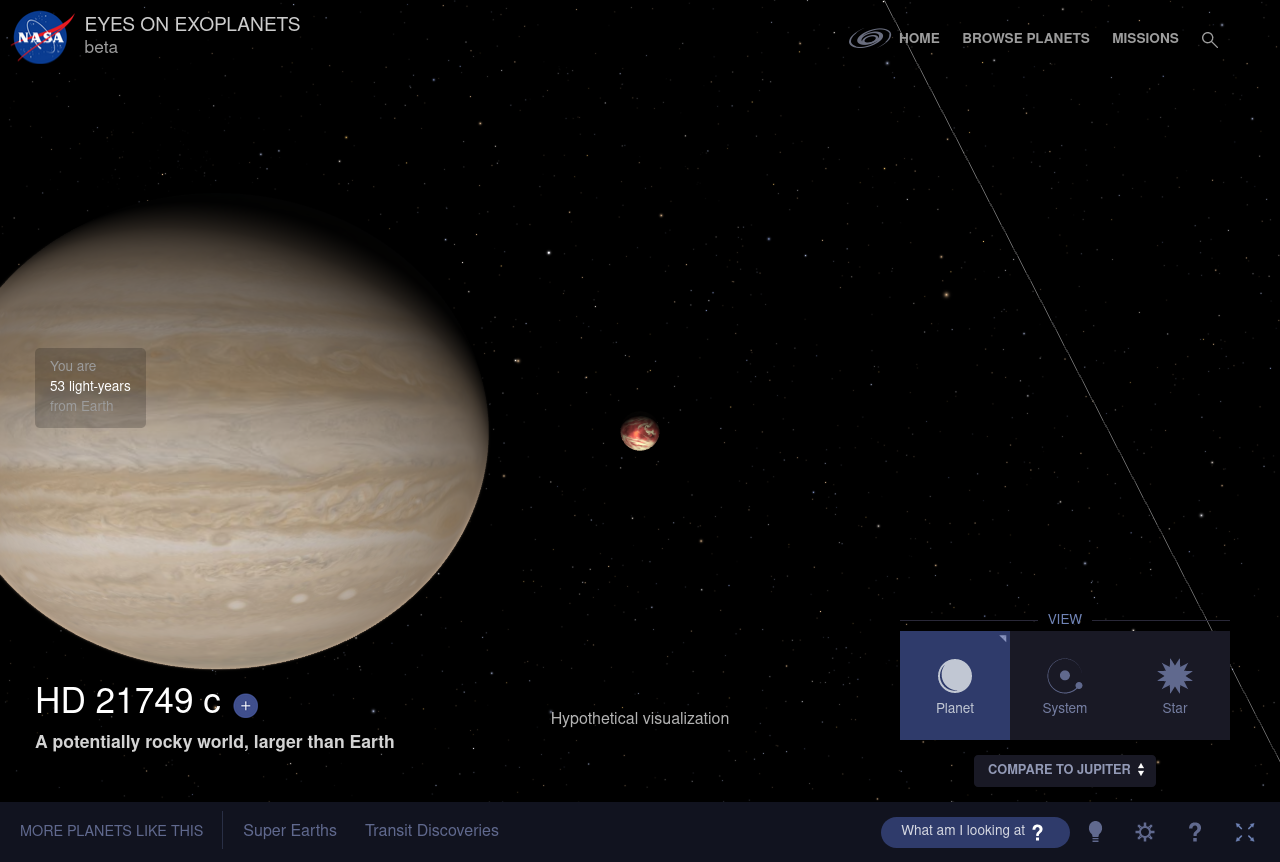 NASA
EYES ON EXOPLANETS
beta
HOME
BROWSE PLANETS
MISSIONS
You are
53 light-years
from Earth
HD 21749 c +
A potentially rocky world, larger than Earth
Hypothetical visualization
VIEW
Planet
System
Star
COMPARE TO JUPITER
MORE PLANETS LIKE THIS
Super Earths
Transit Discoveries
What am I looking at ?
?